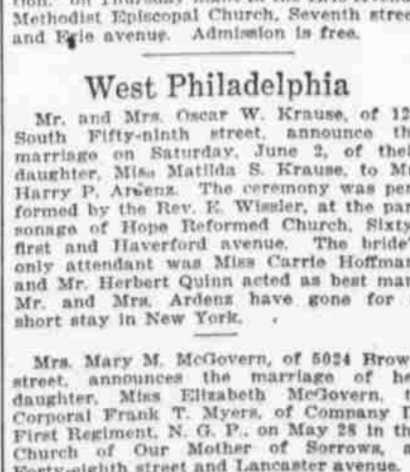 Methodist Episcopal Church, Seventh stree
and Erie avenue. Admission is free.
West Philadelphia
Mr. and Mrs. Oscar W. Krause, of 12
South Fifty-ninth street, announce th
marriage on Saturday, June 2, of thei
daughter, Miss Matilda S. Krause, to M
Harry P. Ardenz. The ceremony was per
formed by the Rev. E. Wissler, at the par
sonage of Hope Reformed Church, Sixty
first and Haverford avenue. The bride'
only attendant was Miss Carrie Hoffman
and Mr. Herbert Quinn acted as best man
Mr. and Mrs. Ardenz have gone for
short stay in New York.
Mrs. Mary M. McGovern, of 5024 Brow
street, announces the marriage of he
daughter, Miss Elizabeth McGovern, t
Corporal Frank T. Myers, of Company
First Regiment, N. G. P., on May 28 in th
Church of Our Mother of Sorrows, a
Forty-eighth street and Lancaster avenue.